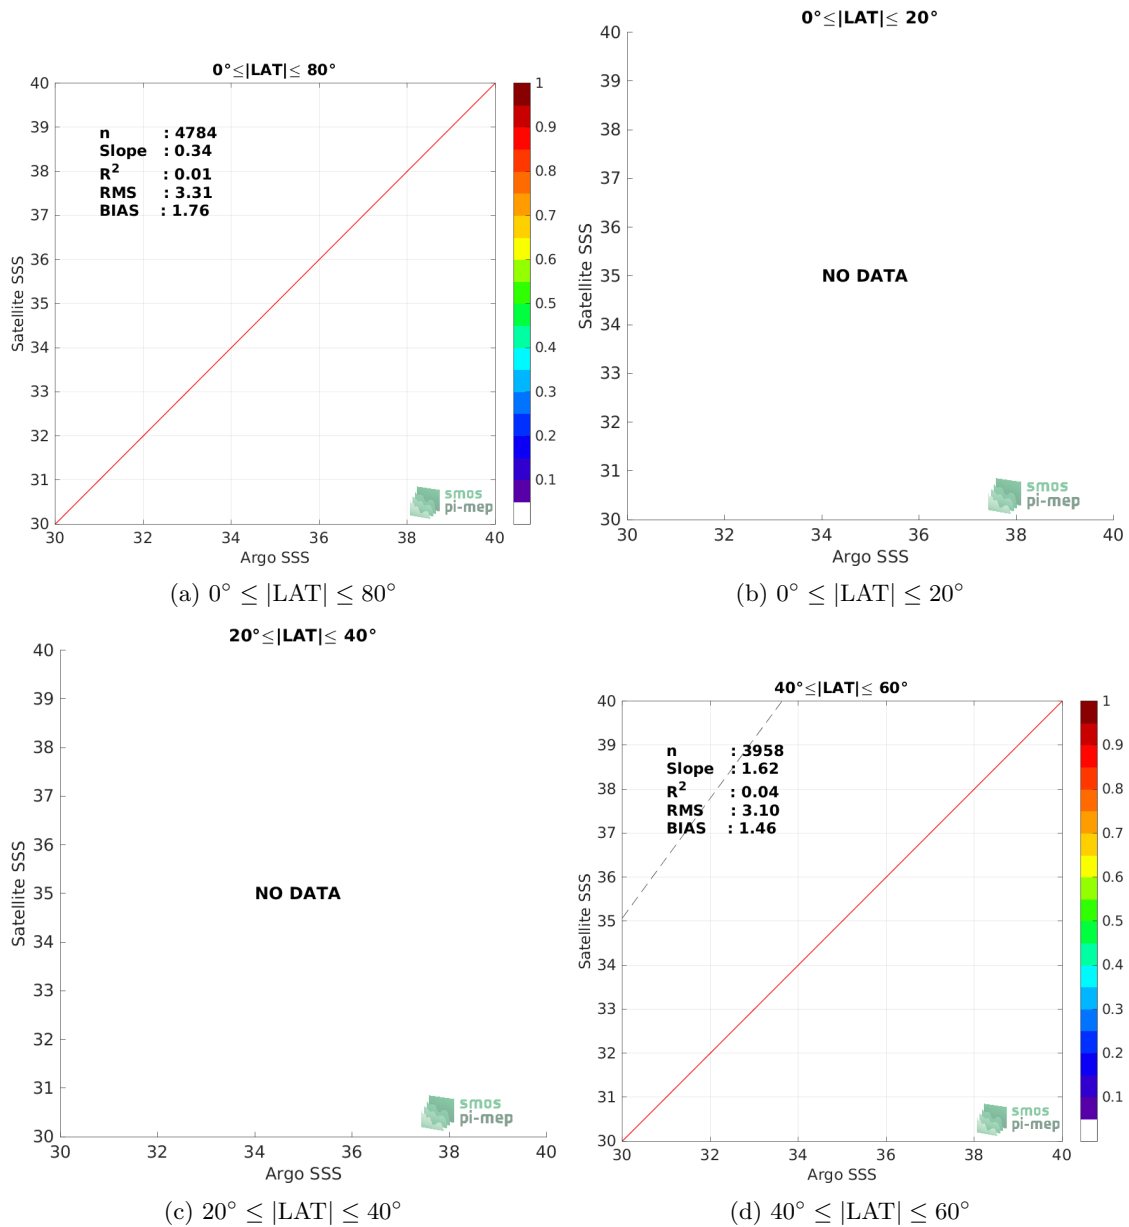 0°≤|LAT|≤ 80°
40
39
38
37
36
35
34
33
32
31
30
n : 4784
Slope : 0.34
R² : 0.01
RMS : 3.31
BIAS : 1.76
1
0.9
0.8
0.7
0.6
0.5
0.4
0.3
0.2
0.1
Satellite SSS
smos
pi-mep
30 32 34 36 38 40
Argo SSS
(a) 0° ≤ |LAT| ≤ 80°
0°≤|LAT|≤ 20°
40
39
38
37
36
35
34
33
32
31
30
Satellite SSS
NO DATA
smos
pi-mep
30 32 34 36 38 40
Argo SSS
(b) 0° ≤ |LAT| ≤ 20°
20°≤|LAT|≤ 40°
40
39
38
37
36
35
34
33
32
31
30
Satellite SSS
NO DATA
smos
pi-mep
30 32 34 36 38 40
Argo SSS
(c) 20° ≤ |LAT| ≤ 40°
40°≤|LAT|≤ 60°
40
39
38
37
36
35
34
33
32
31
30
n : 3958
Slope : 1.62
R² : 0.04
RMS : 3.10
BIAS : 1.46
1
0.9
0.8
0.7
0.6
0.5
0.4
0.3
0.2
0.1
Satellite SSS
smos
pi-mep
30 32 34 36 38 40
Argo SSS
(d) 40° ≤ |LAT| ≤ 60°